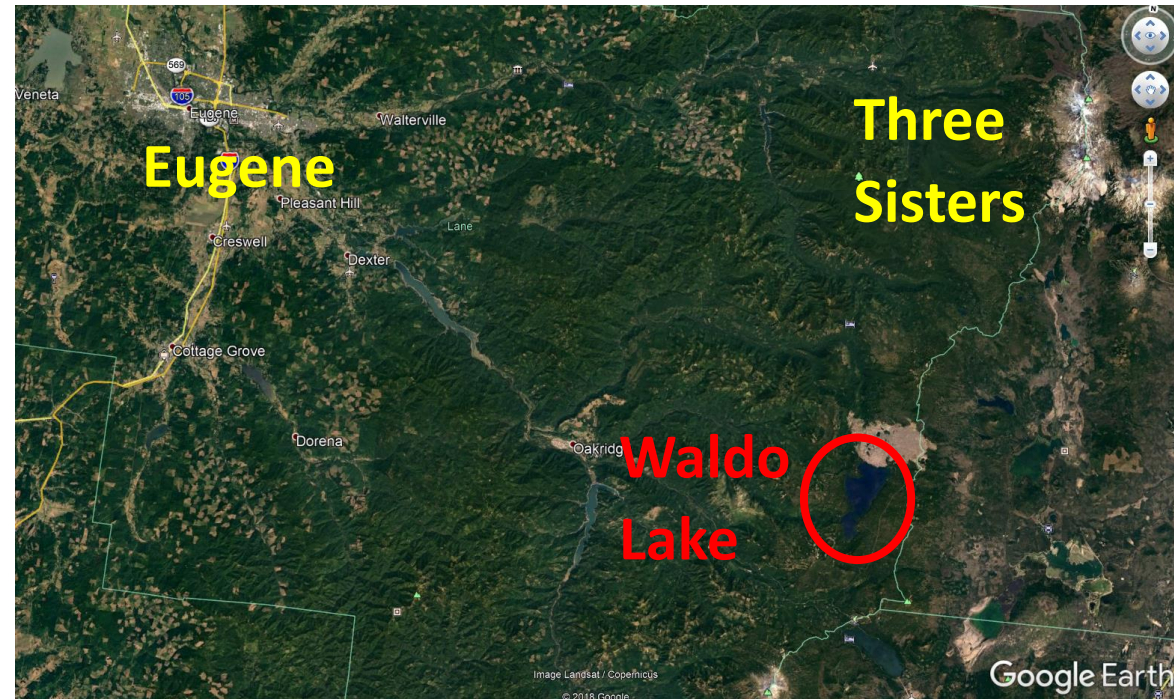 N
569
Veneta
105
Eugene
Walterville
Three
Sisters
Eugene
Pleasant Hill
Lane
Creswell
Dexter
Cottage Grove
Dorena
Oakridg
Waldo
Lake
Image Landsat / Copernicus
© 2018 Google
Google Earth